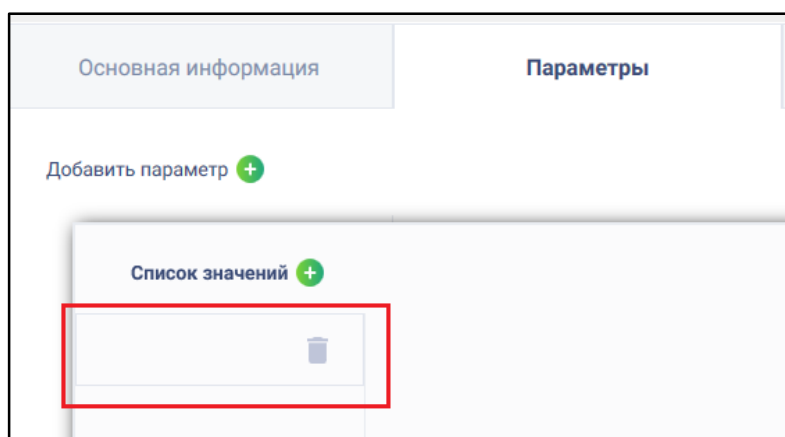 Основная информация
Параметры
Добавить параметр
Список значений